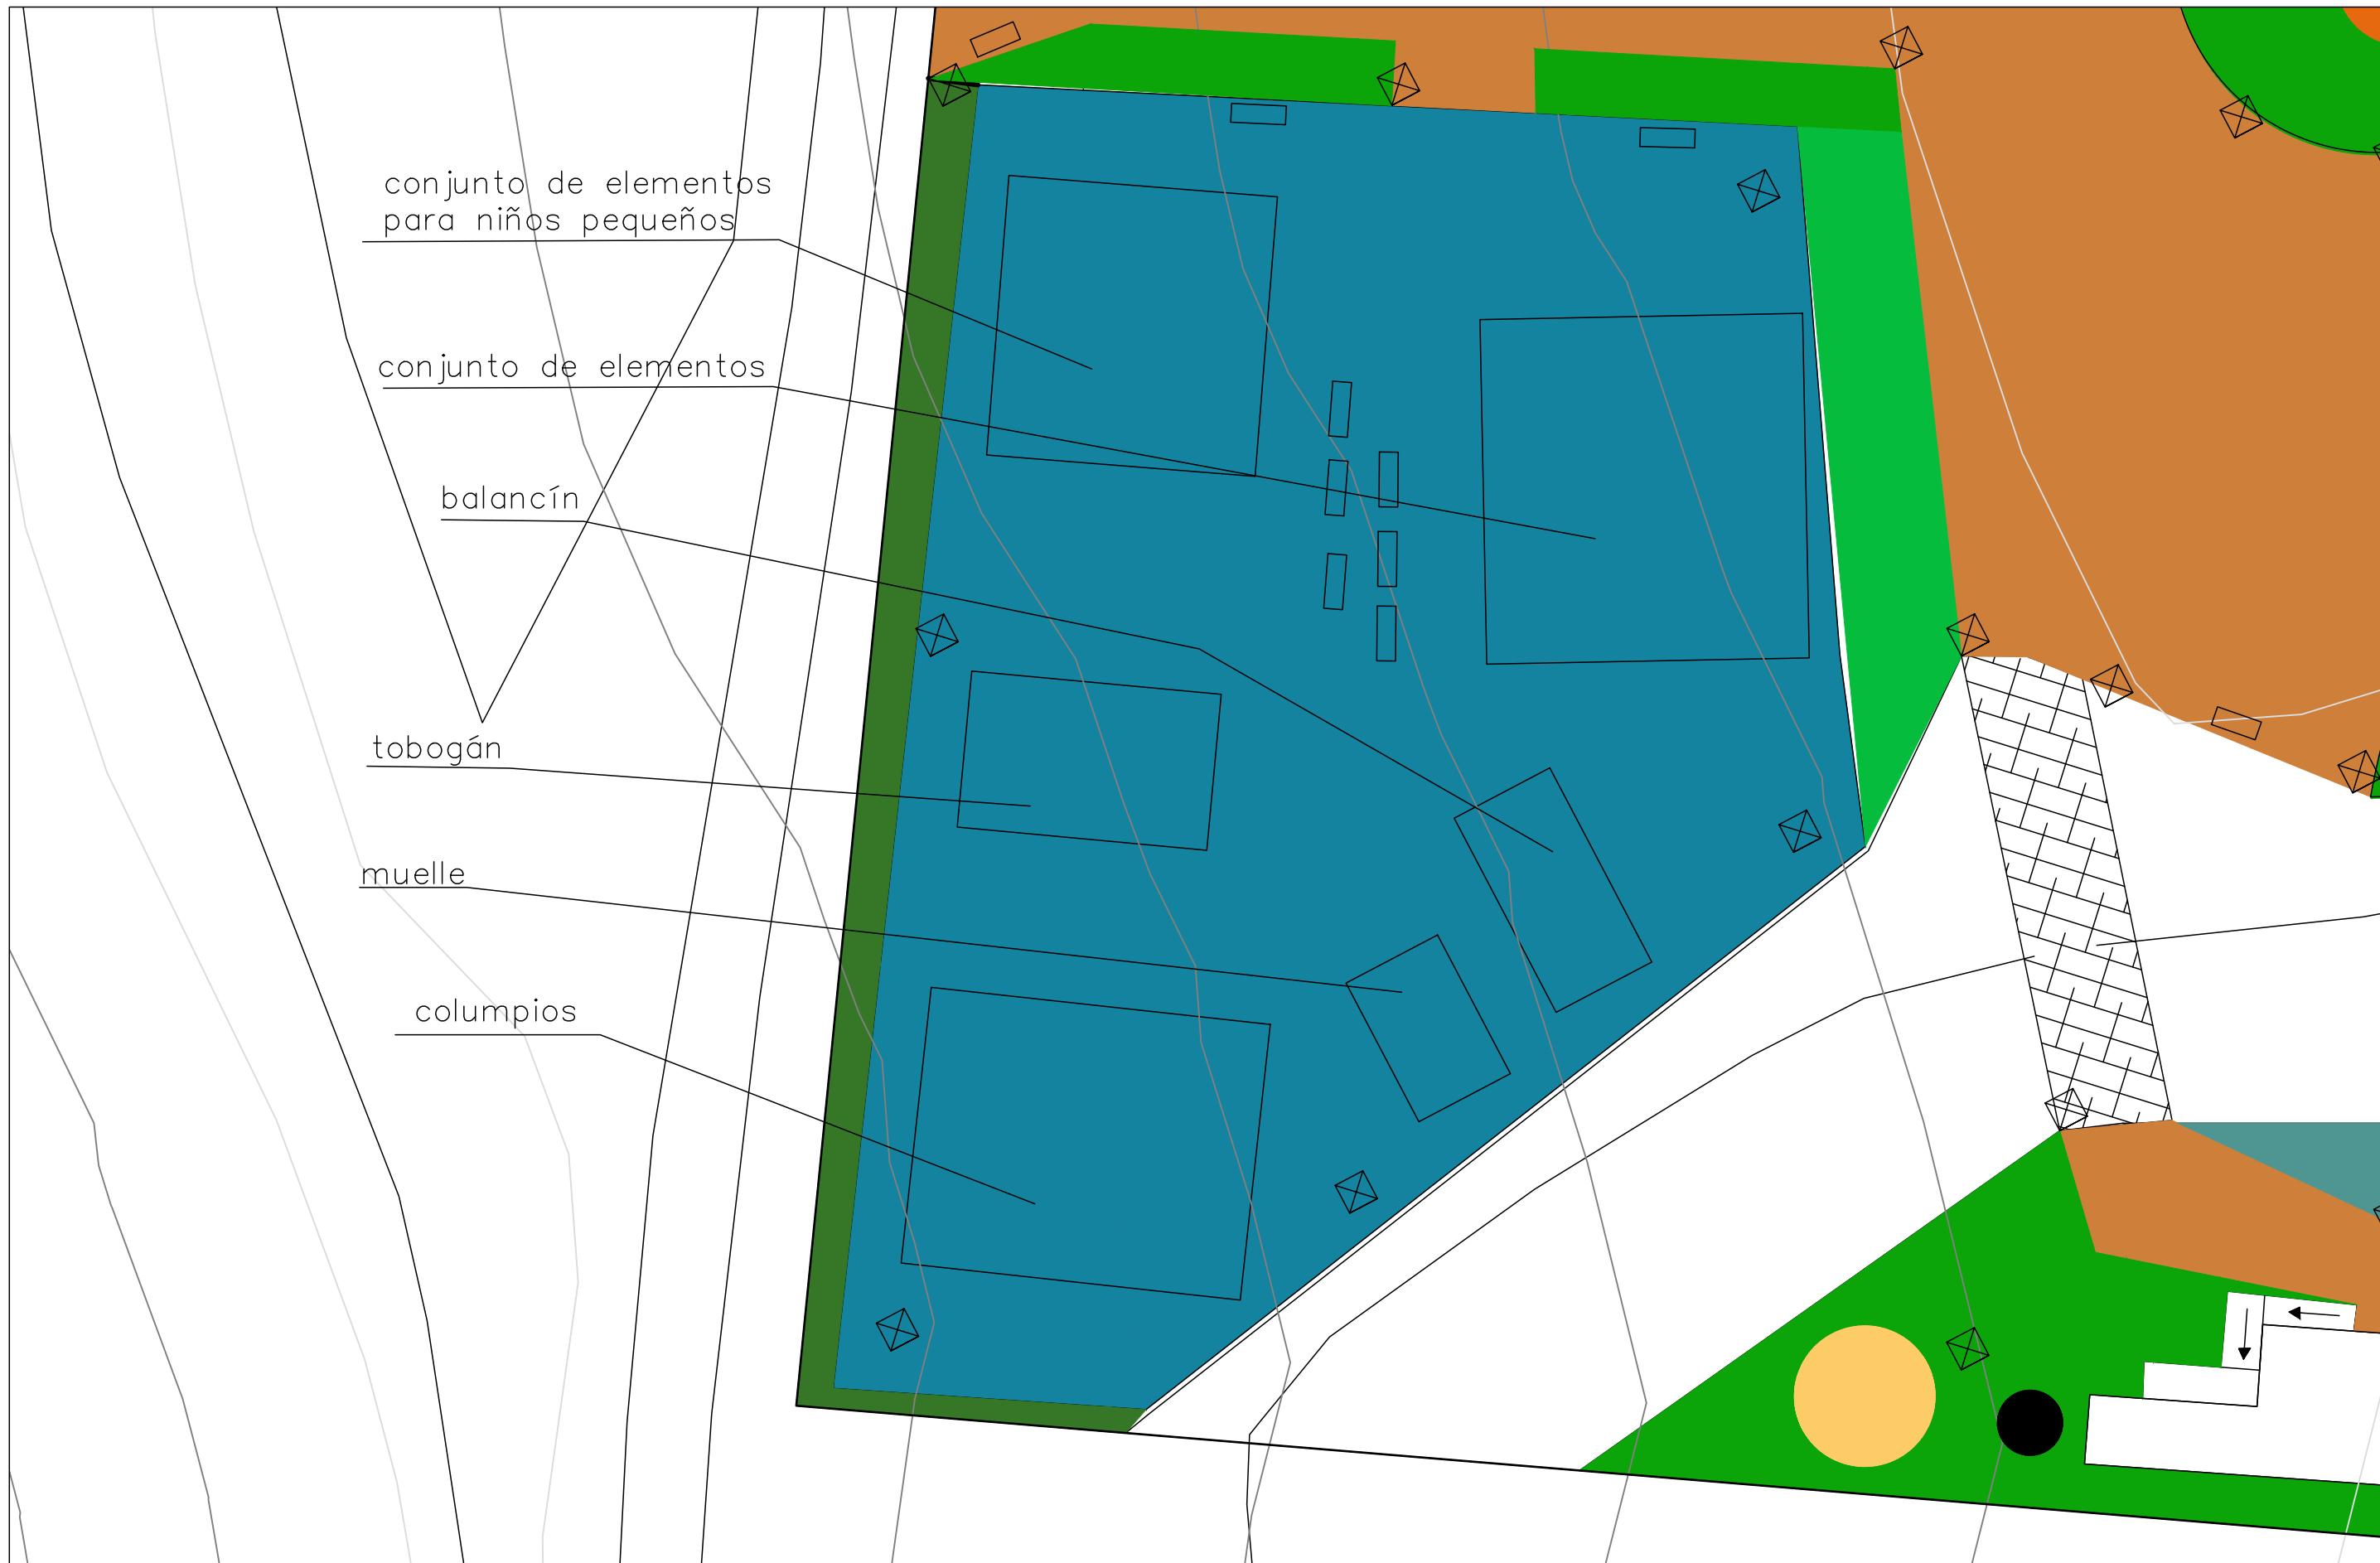 conjunto de elementos
para niños pequeños
conjunto de elementos
balancín
tobogán
muelle
columpios